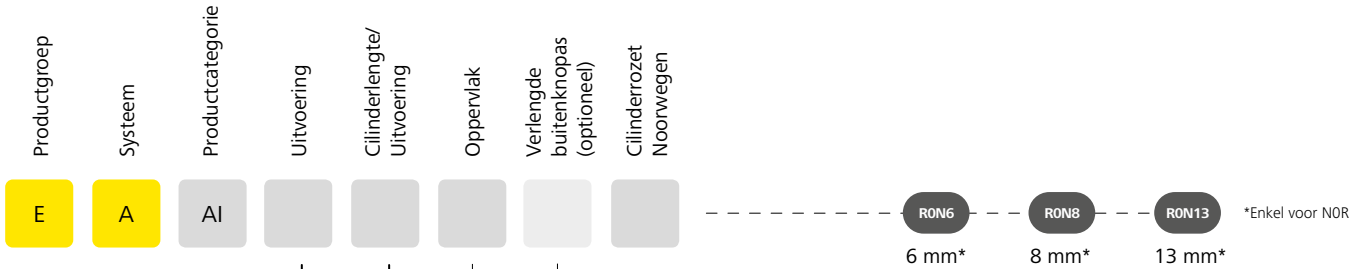 Productgroep
Systeem
Productcategorie
Uitvoering
Cilinderlengte/
Uitvoering
Oppervlak
Verlengde
buitenknopas
(optioneel)
Cilinderrozet
Noorwegen
E
A
AI
R0N6
R0N8
R0N13
*Enkel voor N0R
6 mm*
8 mm*
13 mm*